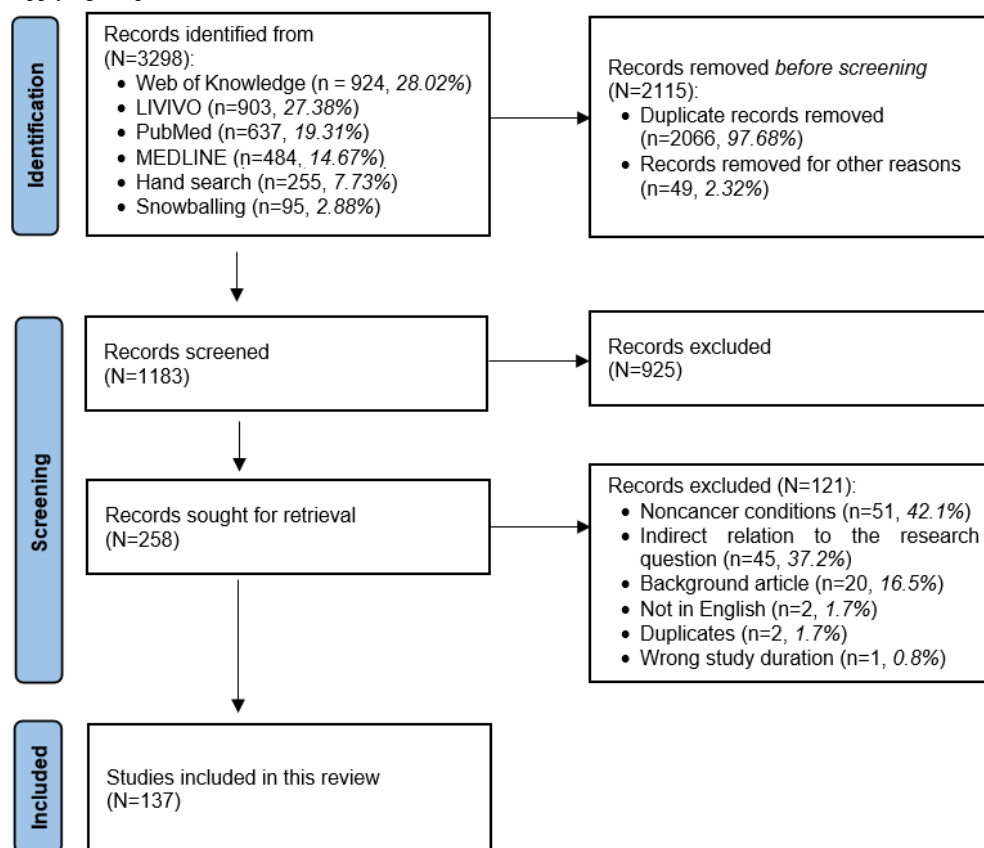 Identification
Records identified from
(N=3298):
• Web of Knowledge (n = 924, 28.02%)
• LIVIVO (n=903, 27.38%)
• PubMed (n=637, 19.31%)
• MEDLINE (n=484, 14.67%)
• Hand search (n=255, 7.73%)
• Snowballing (n=95, 2.88%)
Records removed before screening
(N=2115):
• Duplicate records removed
(n=2066, 97.68%)
• Records removed for other reasons
(n=49, 2.32%)
Screening
Records screened
(N=1183)
Records excluded
(N=925)
Records sought for retrieval
(N=258)
Records excluded (N=121):
• Noncancer conditions (n=51, 42.1%)
• Indirect relation to the research
question (n=45, 37.2%)
• Background article (n=20, 16.5%)
• Not in English (n=2, 1.7%)
• Duplicates (n=2, 1.7%)
• Wrong study duration (n=1, 0.8%)
Included
Studies included in this review
(N=137)